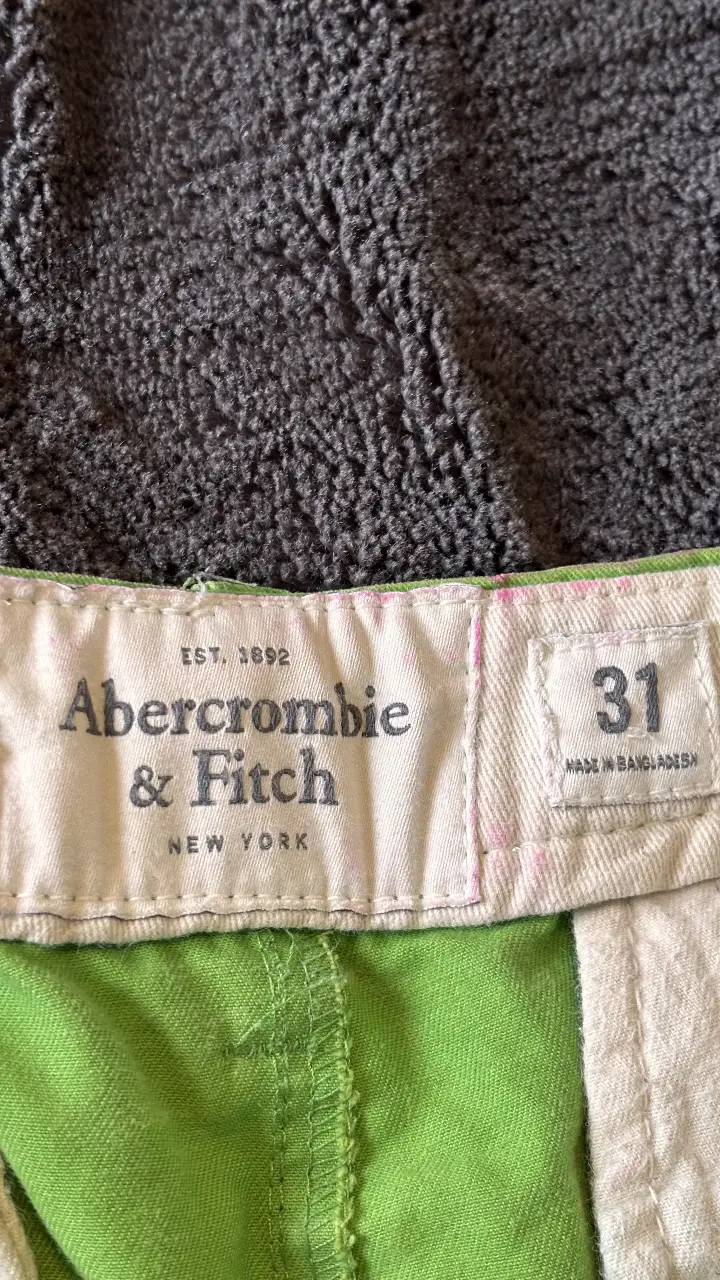 EST. 1892
Abercrombie
& Fitch
NEW YORK
31
MADE IN BANGLADESH